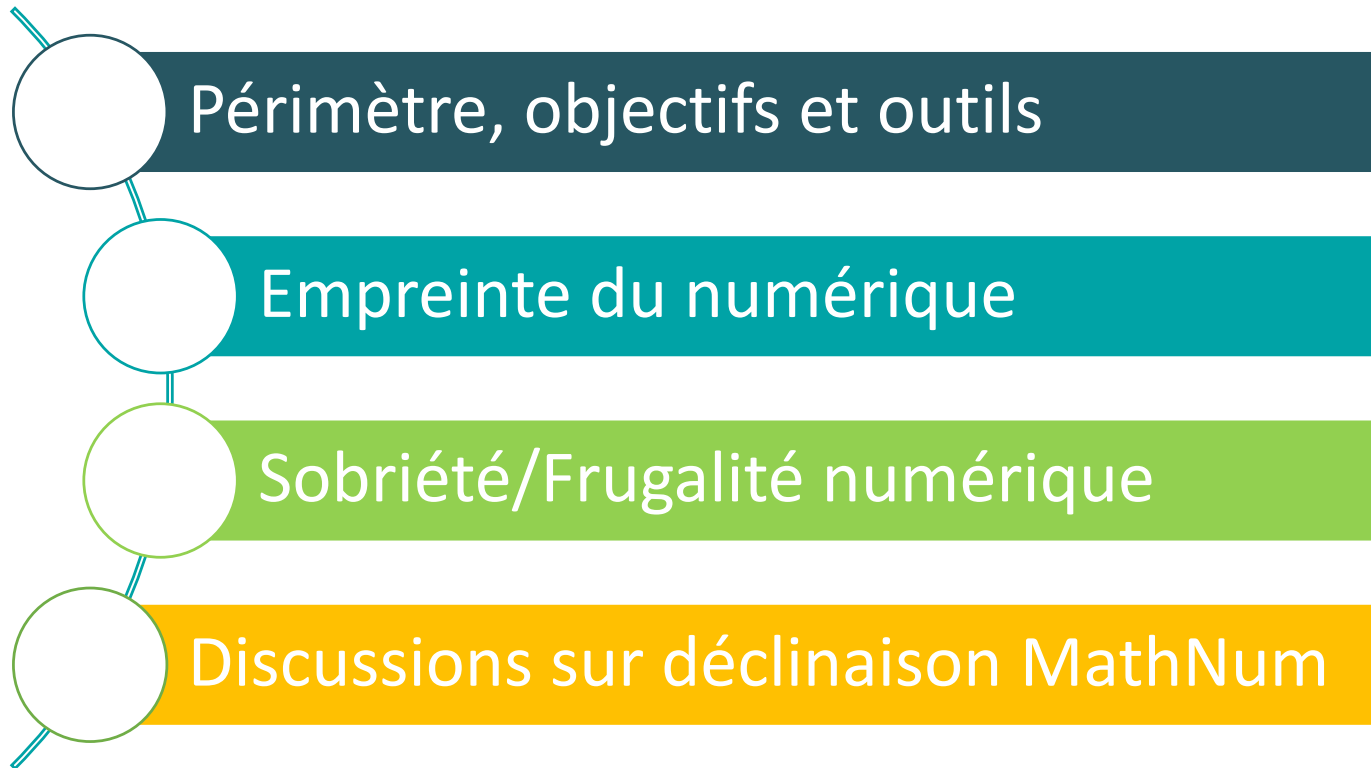 Périmètre, objectifs et outils
Empreinte du numérique
Sobriété/Frugalité numérique
Discussions sur déclinaison MathNum